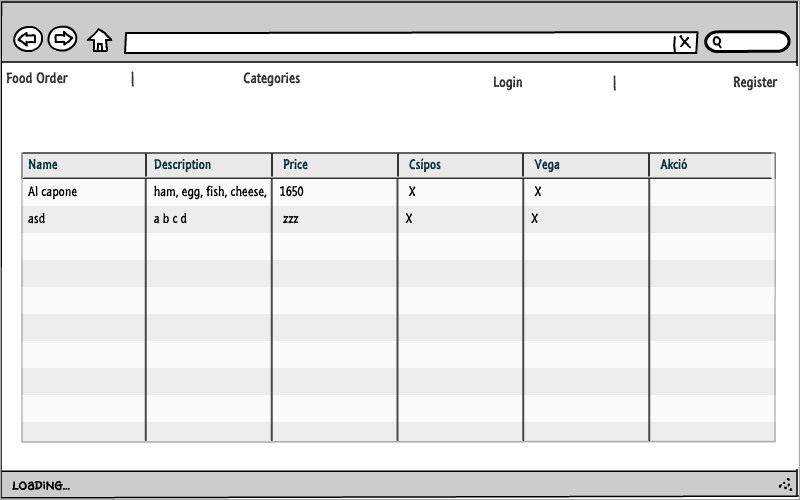 X
Food Order | Categories Login | Register
Name Description Price Csípos Vega Akció
Al capone ham, egg, fish, cheese, 1650 X X
asd a b c d zzz X X
LOADING...